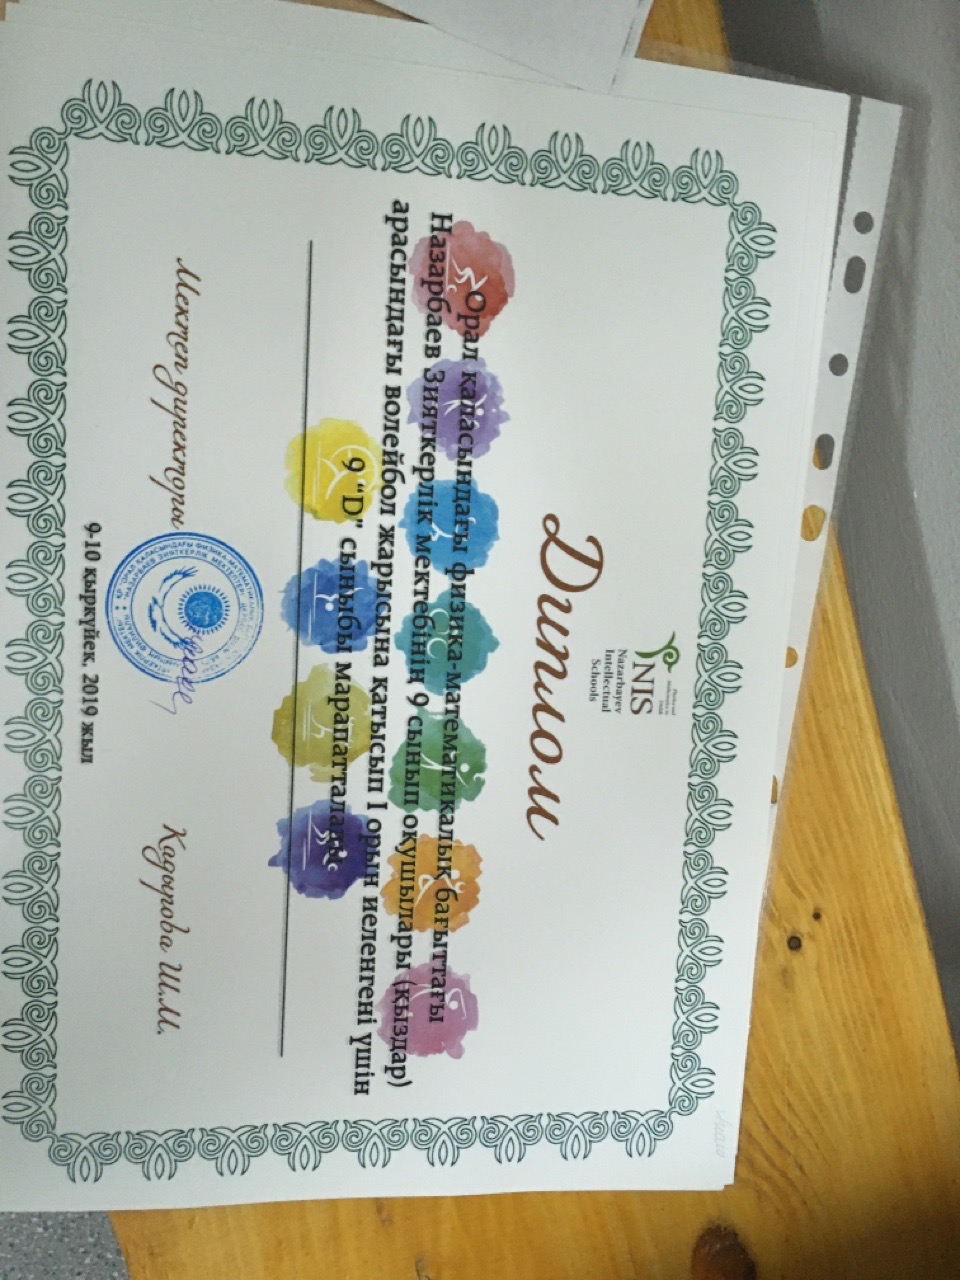 NIS
Nazarbayev
Intellectual
Schools
Диплом
Орал қаласындағы физика-математикалық бағыттағы
Назарбаев Зияткерлік мектебінің 9 сынып оқушылары (қыздар)
арасындағы волейбол жарысына қатысып І орын иеленгені үшін
9 "D" сыныбы марапатталады
Мектеп директоры
Кадырова Ш.М.
9-10 қыркүйек, 2019 жыл